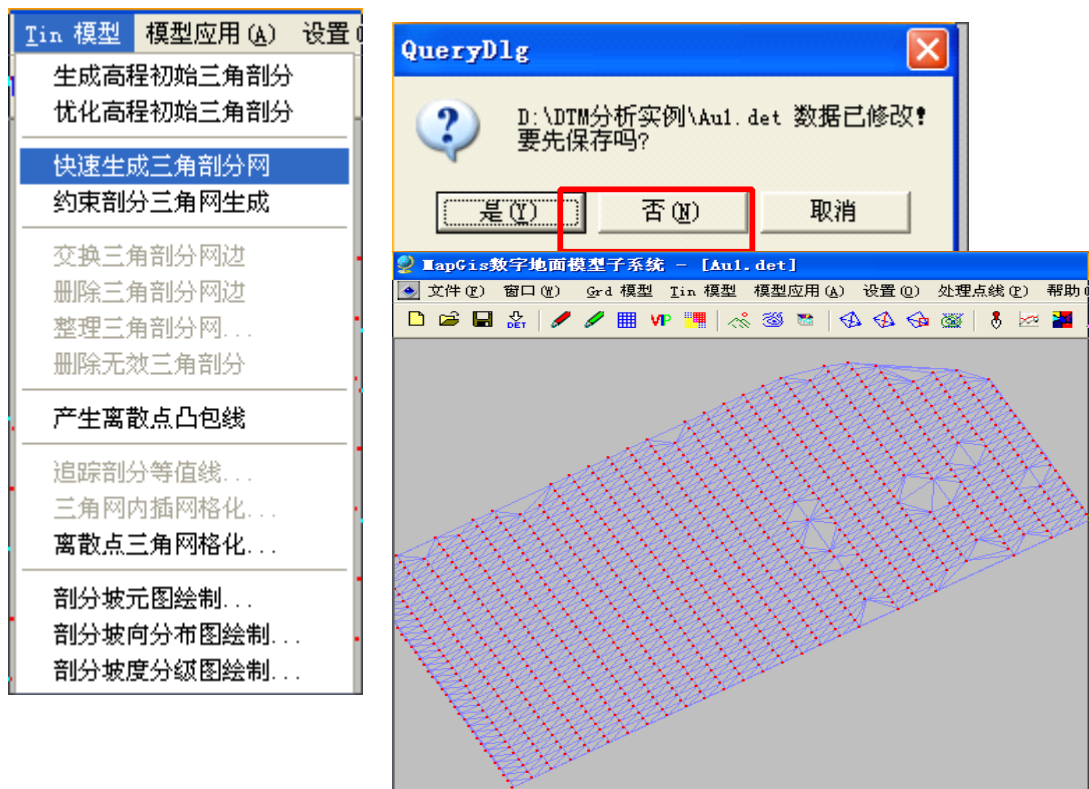 Tin 模型 模型应用(A) 设置
生成高程初始三角剖分
优化高程初始三角剖分
快速生成三角剖分网
约束剖分三角网生成
交换三角剖分网边
删除三角剖分网边
整理三角剖分网...
删除无效三角剖分
产生离散点凸包线
追踪剖分等值线...
三角网内插网格化...
离散点三角网格化...
剖分坡元图绘制...
剖分坡向分布图绘制...
剖分坡度分级图绘制...
QueryDlg
D:\DTM分析实例\Au1.det 数据已修改!
要先保存吗?
是(Y) 否(N) 取消
MapGis数字地面模型子系统 - [Au1.det]
文件(F) 窗口(W) Grd 模型 Tin 模型 模型应用(A) 设置(O) 处理点线(P) 帮助
DET VIP